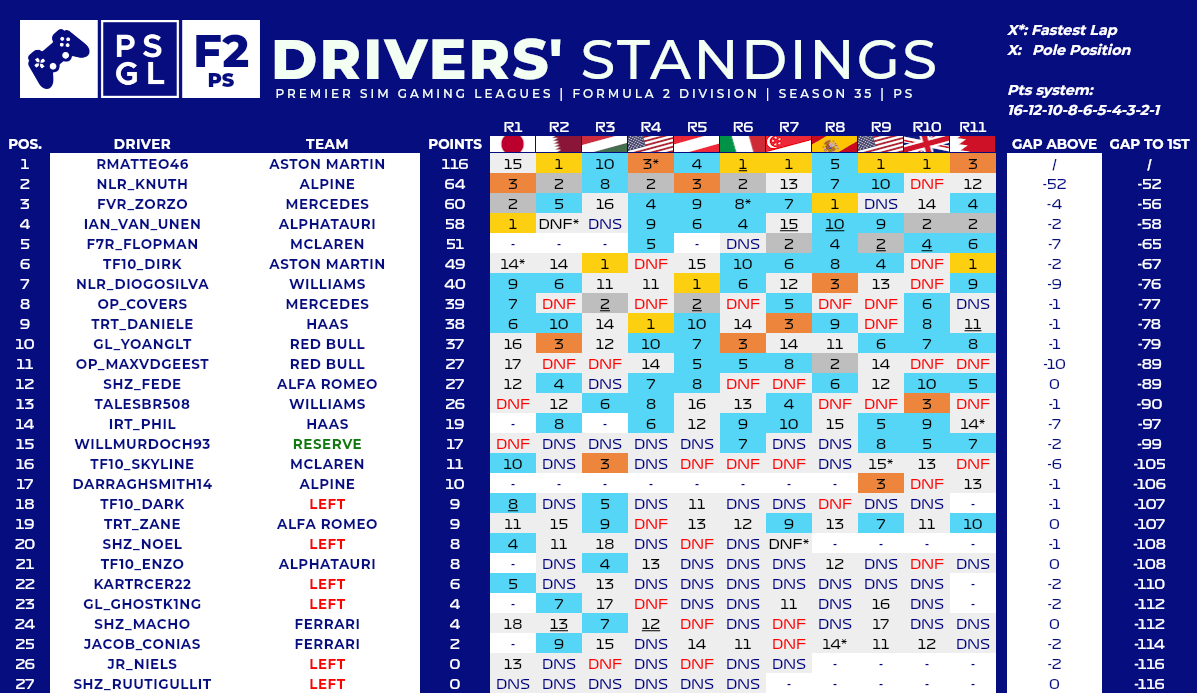 PS
GL
F2
PS
DRIVERS' STANDINGS
PREMIER SIM GAMING LEAGUES | FORMULA 2 DIVISION | SEASON 35 | PS
X*: Fastest Lap
X: Pole Position
Pts system:
16-12-10-8-6-5-4-3-2-1
POS. DRIVER TEAM POINTS R1 R2 R3 R4 R5 R6 R7 R8 R9 R10 R11 GAP ABOVE GAP TO 1ST
1 RMATTEO46 ASTON MARTIN 116 15 1 10 3* 4 1 1 5 1 1 3 / /
2 NLR_KNUTH ALPINE 64 3 2 8 2 3 2 13 7 10 DNF 12 -52 -52
3 FVR_ZORZO MERCEDES 60 2 5 16 4 9 8* 7 1 DNS 14 4 -4 -56
4 IAN_VAN_UNEN ALPHATAURI 58 1 DNF* DNS 9 6 4 15 10 9 2 2 -2 -58
5 F7R_FLOPMAN MCLAREN 51 - - - 5 - DNS 2 4 2 4 6 -7 -65
6 TF10_DIRK ASTON MARTIN 49 14* 14 1 DNF 15 10 6 8 4 DNF 1 -2 -67
7 NLR_DIOGOSILVA WILLIAMS 40 9 6 11 11 1 6 12 3 13 DNF 9 -9 -76
8 OP_COVERS MERCEDES 39 7 DNF 2 DNF 2 DNF 5 DNF DNF 6 DNS -1 -77
9 TRT_DANIELE HAAS 38 6 10 14 1 10 14 3 9 DNF 8 11 -1 -78
10 GL_YOANGLT RED BULL 37 16 3 12 10 7 3 14 11 6 7 8 -1 -79
11 OP_MAXVDGEEST RED BULL 27 17 DNF DNF 14 5 5 8 2 14 DNF DNF -10 -89
12 SHZ_FEDE ALFA ROMEO 27 12 4 DNS 7 8 DNF DNF 6 12 10 5 0 -89
13 TALESBR508 WILLIAMS 26 DNF 12 6 8 16 13 4 DNF DNF 3 DNF -1 -90
14 IRT_PHIL HAAS 19 - 8 - 6 12 9 10 15 5 9 14* -7 -97
15 WILLMURDOCH93 RESERVE 17 DNF DNS DNS DNS DNS 7 DNS DNS 8 5 7 -2 -99
16 TF10_SKYLINE MCLAREN 11 10 DNS 3 DNS DNF DNF DNF DNS 15* 13 DNF -6 -105
17 DARRAGHSMITH14 ALPINE 10 - - - - - - - - 3 DNF 13 -1 -106
18 TF10_DARK LEFT 9 8 DNS 5 DNS 11 DNS DNS DNF DNS DNS - -1 -107
19 TRT_ZANE ALFA ROMEO 9 11 15 9 DNF 13 12 9 13 7 11 10 0 -107
20 SHZ_NOEL LEFT 8 4 11 18 DNS DNF DNS DNF* - - - - -1 -108
21 TF10_ENZO ALPHATAURI 8 - DNS 4 13 DNS DNS DNS 12 DNS DNF DNS 0 -108
22 KARTRCER22 LEFT 6 5 DNS 13 DNS DNS DNS DNS DNS DNS DNS - -2 -110
23 GL_GHOSTK1NG LEFT 4 - 7 17 DNF DNS DNS 11 DNS 16 DNS - -2 -112
24 SHZ_MACHO FERRARI 4 18 13 7 12 DNF DNS DNF DNS 17 DNS DNS 0 -112
25 JACOB_CONIAS FERRARI 2 - 9 15 DNS 14 11 DNF 14* 11 12 DNS -2 -114
26 JR_NIELS LEFT 0 13 DNS DNF DNS DNF DNS DNS - - - - -2 -116
27 SHZ_RUUTIGULLIT LEFT 0 DNS DNS DNS DNS DNS DNS - - - - - 0 -116